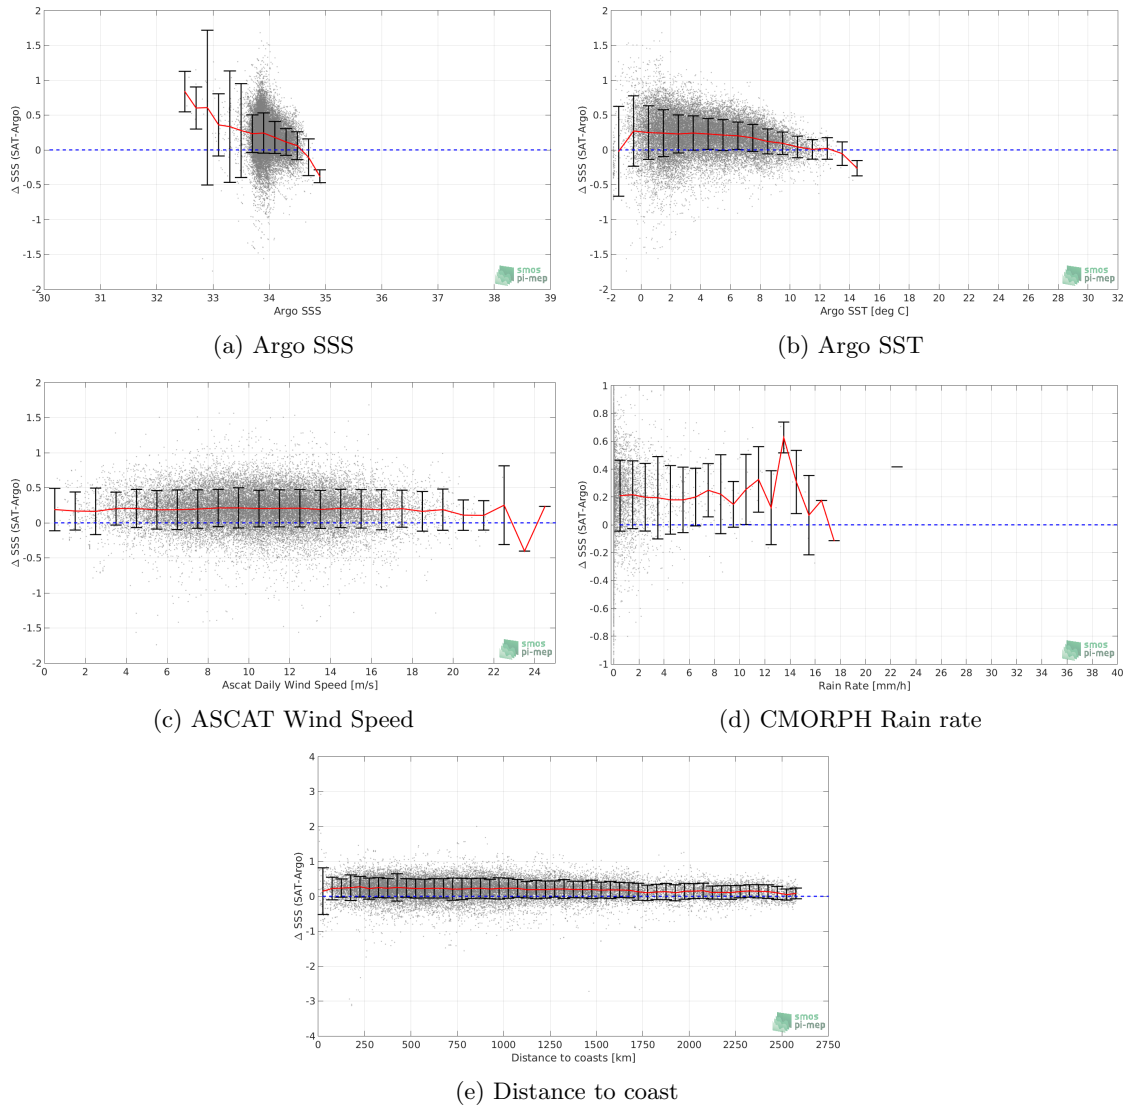 2
1.5
1
0.5
0
-0.5
-1
-1.5
-2
Δ SSS (SAT-Argo)
30 31 32 33 34 35 36 37 38 39
Argo SSS
smos
pi-mep
(a) Argo SSS
2
1.5
1
0.5
0
-0.5
-1
-1.5
-2
Δ SSS (SAT-Argo)
-2 0 2 4 6 8 10 12 14 16 18 20 22 24 26 28 30 32
Argo SST [deg C]
smos
pi-mep
(b) Argo SST
2
1.5
1
0.5
0
-0.5
-1
-1.5
-2
Δ SSS (SAT-Argo)
0 2 4 6 8 10 12 14 16 18 20 22 24
Ascat Daily Wind Speed [m/s]
smos
pi-mep
(c) ASCAT Wind Speed
1
0.8
0.6
0.4
0.2
0
-0.2
-0.4
-0.6
-0.8
-1
Δ SSS (SAT-Argo)
0 2 4 6 8 10 12 14 16 18 20 22 24 26 28 30 32 34 36 38 40
Rain Rate [mm/h]
smos
pi-mep
(d) CMORPH Rain rate
4
3
2
1
0
-1
-2
-3
-4
Δ SSS (SAT-Argo)
0 250 500 750 1000 1250 1500 1750 2000 2250 2500 2750
Distance to coasts [km]
smos
pi-mep
(e) Distance to coast